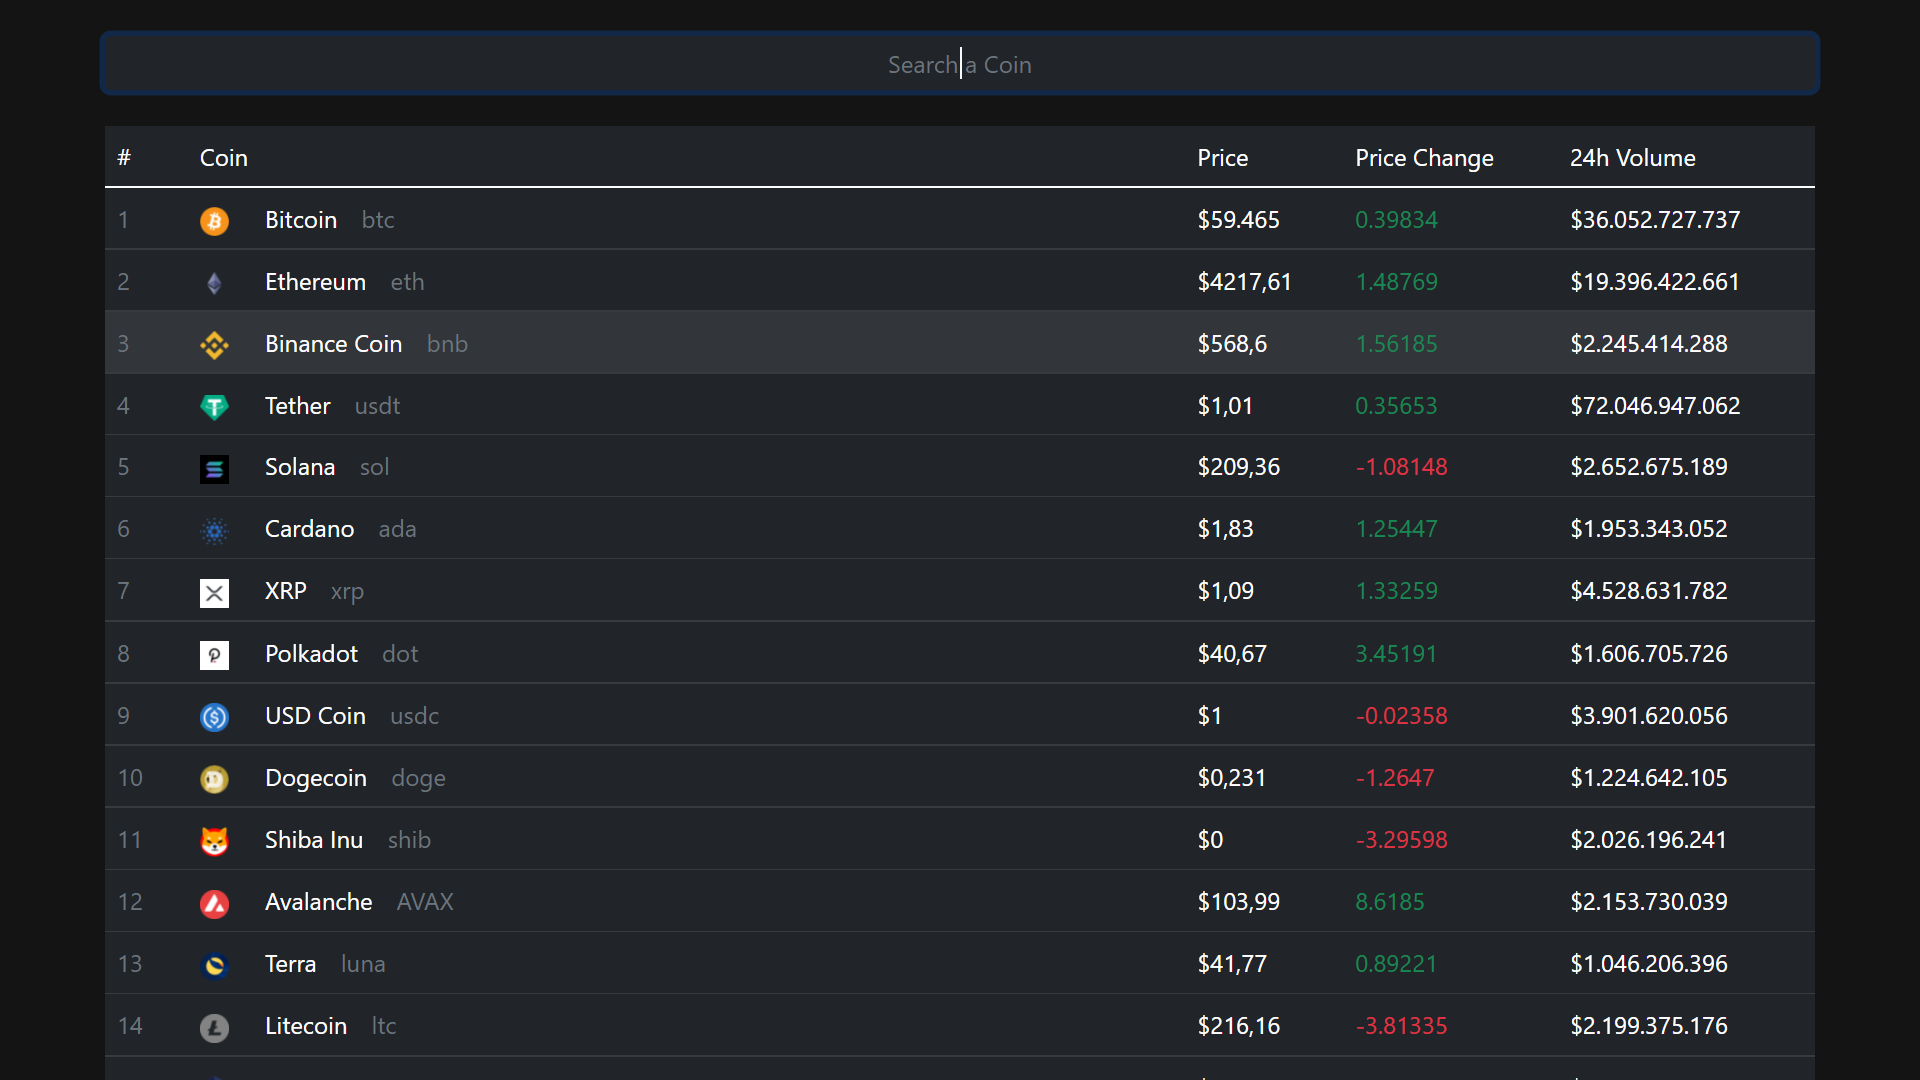 Search a Coin
# Coin Price Price Change 24h Volume
1 Bitcoin btc $59.465 0.39834 $36.052.727.737
2 Ethereum eth $4217,61 1.48769 $19.396.422.661
3 Binance Coin bnb $568,6 1.56185 $2.245.414.288
4 Tether usdt $1,01 0.35653 $72.046.947.062
5 Solana sol $209,36 -1.08148 $2.652.675.189
6 Cardano ada $1,83 1.25447 $1.953.343.052
7 XRP xrp $1,09 1.33259 $4.528.631.782
8 Polkadot dot $40,67 3.45191 $1.606.705.726
9 USD Coin usdc $1 -0.02358 $3.901.620.056
10 Dogecoin doge $0,231 -1.2647 $1.224.642.105
11 Shiba Inu shib $0 -3.29598 $2.026.196.241
12 Avalanche AVAX $103,99 8.6185 $2.153.730.039
13 Terra luna $41,77 0.89221 $1.046.206.396
14 Litecoin ltc $216,16 -3.81335 $2.199.375.176